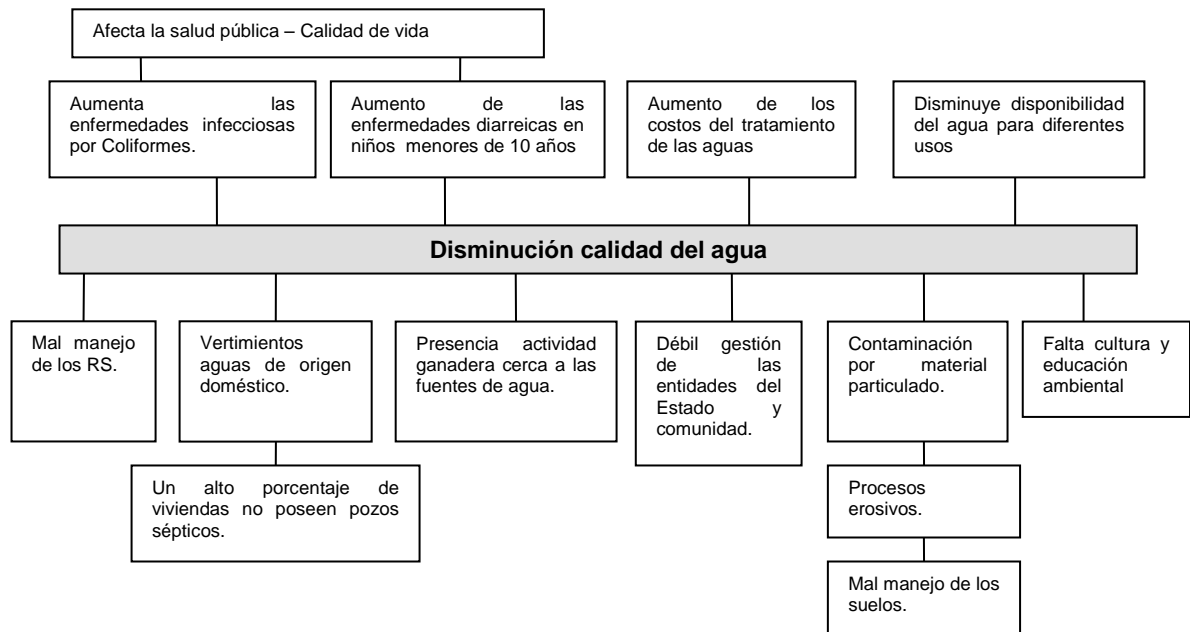 Afecta la salud pública – Calidad de vida
Aumenta las
enfermedades infecciosas
por Coliformes.
Aumento de las
enfermedades diarreicas en
niños menores de 10 años
Aumento de los
costos del tratamiento
de las aguas
Disminuye disponibilidad
del agua para diferentes
usos
Disminución calidad del agua
Mal manejo
de los RS.
Vertimientos
aguas de origen
doméstico.
Presencia actividad
ganadera cerca a las
fuentes de agua.
Débil gestión
de las
entidades del
Estado y
comunidad.
Contaminación
por material
particulado.
Falta cultura y
educación
ambiental
Un alto porcentaje de
viviendas no poseen pozos
sépticos.
Procesos
erosivos.
Mal manejo de los
suelos.